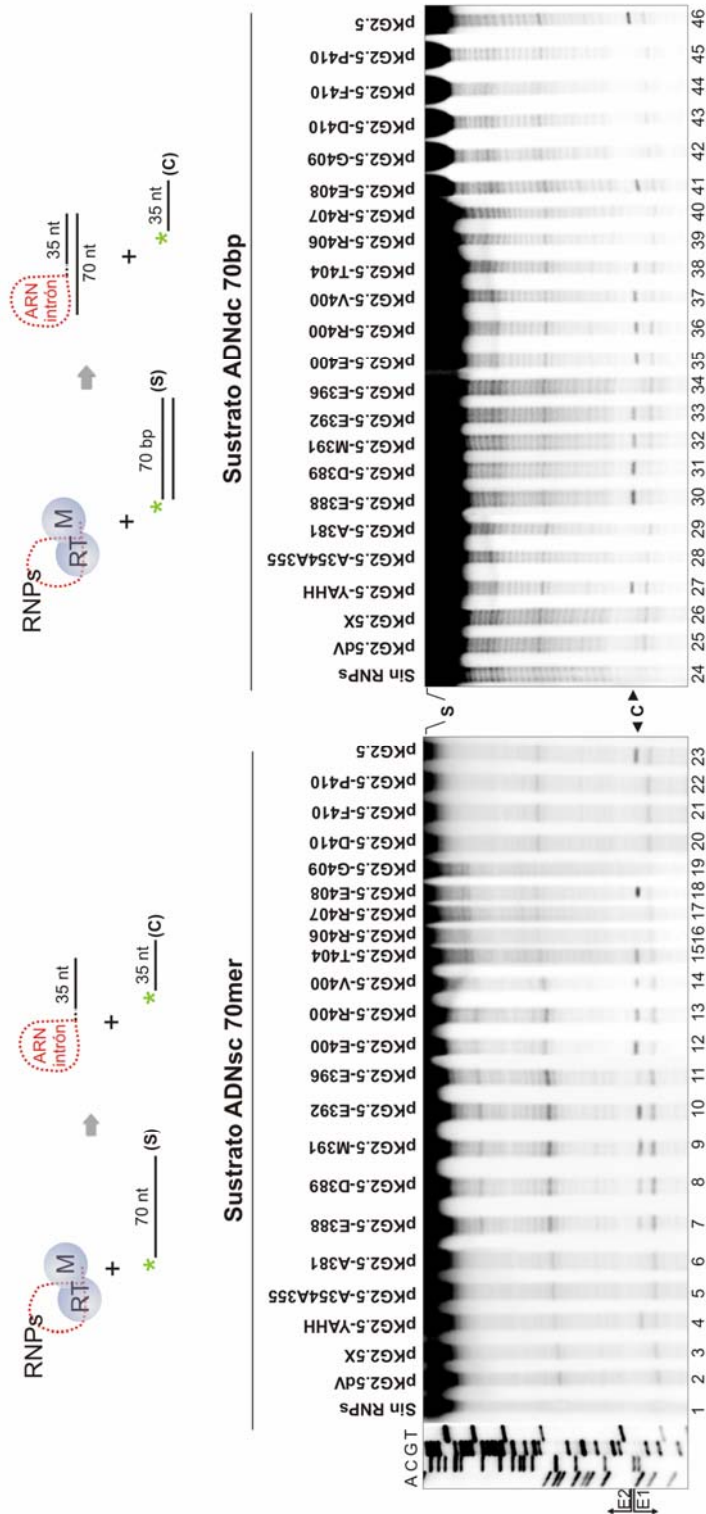 RNPs
RT M
+
70 nt (S)
ARN
intrón
35 nt
+
35 nt (C)
Sustrato ADNsc 70mer
A C G T
Sin RNPs
pKG2.5dV
pKG2.5X
pKG2.5-YAHH
pKG2.5-A354A355
pKG2.5-A381
pKG2.5-E388
pKG2.5-D389
pKG2.5-M391
pKG2.5-E392
pKG2.5-E396
pKG2.5-E400
pKG2.5-R400
pKG2.5-V400
pKG2.5-T404
pKG2.5-R406
pKG2.5-R407
pKG2.5-E408
pKG2.5-G409
pKG2.5-D410
pKG2.5-F410
pKG2.5-P410
pKG2.5
E2
E1
S
C
1 2 3 4 5 6 7 8 9 10 11 12 13 14 15 16 17 18 19 20 21 22 23
RNPs
RT M
+
70 bp (S)
ARN
intrón
35 nt
70 nt
+
35 nt (C)
Sustrato ADNdc 70bp
Sin RNPs
pKG2.5dV
pKG2.5X
pKG2.5-YAHH
pKG2.5-A354A355
pKG2.5-A381
pKG2.5-E388
pKG2.5-D389
pKG2.5-M391
pKG2.5-E392
pKG2.5-E396
pKG2.5-E400
pKG2.5-R400
pKG2.5-V400
pKG2.5-T404
pKG2.5-R406
pKG2.5-R407
pKG2.5-E408
pKG2.5-G409
pKG2.5-D410
pKG2.5-F410
pKG2.5-P410
pKG2.5
24 25 26 27 28 29 30 31 32 33 34 35 36 37 38 39 40 41 42 43 44 45 46